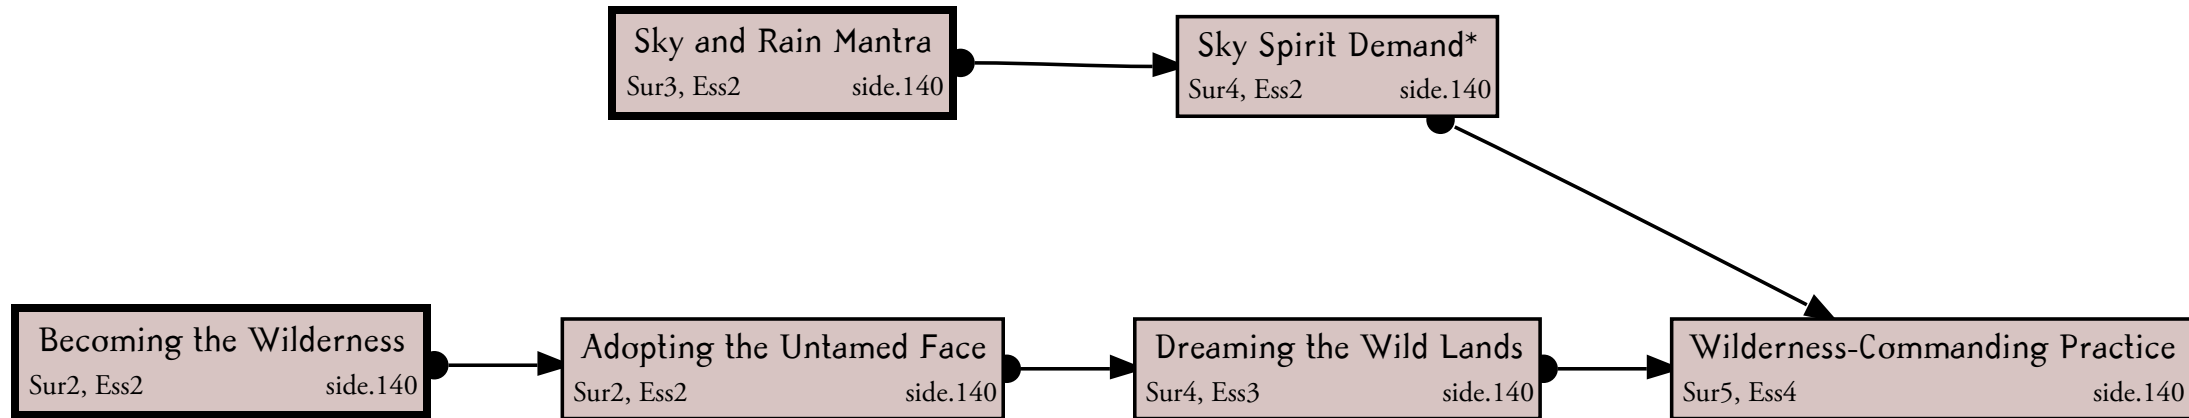 Sky and Rain Mantra
Sur3, Ess2 side.140
Sky Spirit Demand*
Sur4, Ess2 side.140
Becoming the Wilderness
Sur2, Ess2 side.140
Adopting the Untamed Face
Sur2, Ess2 side.140
Dreaming the Wild Lands
Sur4, Ess3 side.140
Wilderness-Commanding Practice
Sur5, Ess4 side.140